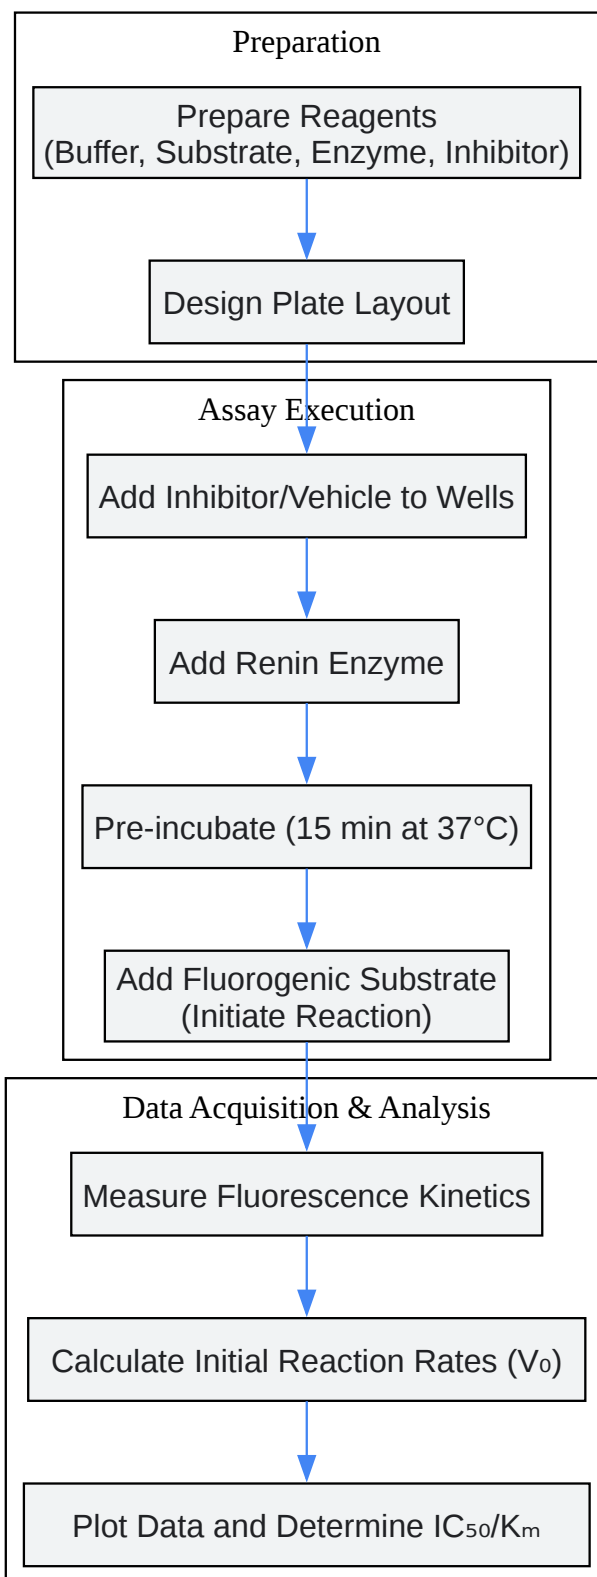 Preparation
Prepare Reagents
(Buffer, Substrate, Enzyme, Inhibitor)
Design Plate Layout
Assay Execution
Add Inhibitor/Vehicle to Wells
Add Renin Enzyme
Pre-incubate (15 min at 37°C)
Add Fluorogenic Substrate
(Initiate Reaction)
Data Acquisition & Analysis
Measure Fluorescence Kinetics
Calculate Initial Reaction Rates (V₀)
Plot Data and Determine IC₅₀/Kₘ